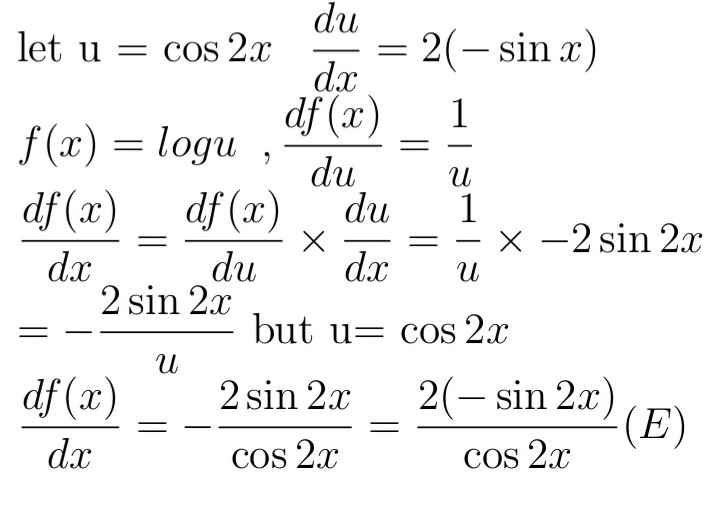 let u = cos 2x  du/dx = 2(− sin x)
f(x) = logu , df(x)/du = 1/u
df(x)/dx = df(x)/du × du/dx = 1/u × −2 sin 2x
= − 2 sin 2x/u but u= cos 2x
df(x)/dx = − 2 sin 2x/cos 2x = 2(− sin 2x)/cos 2x (E)